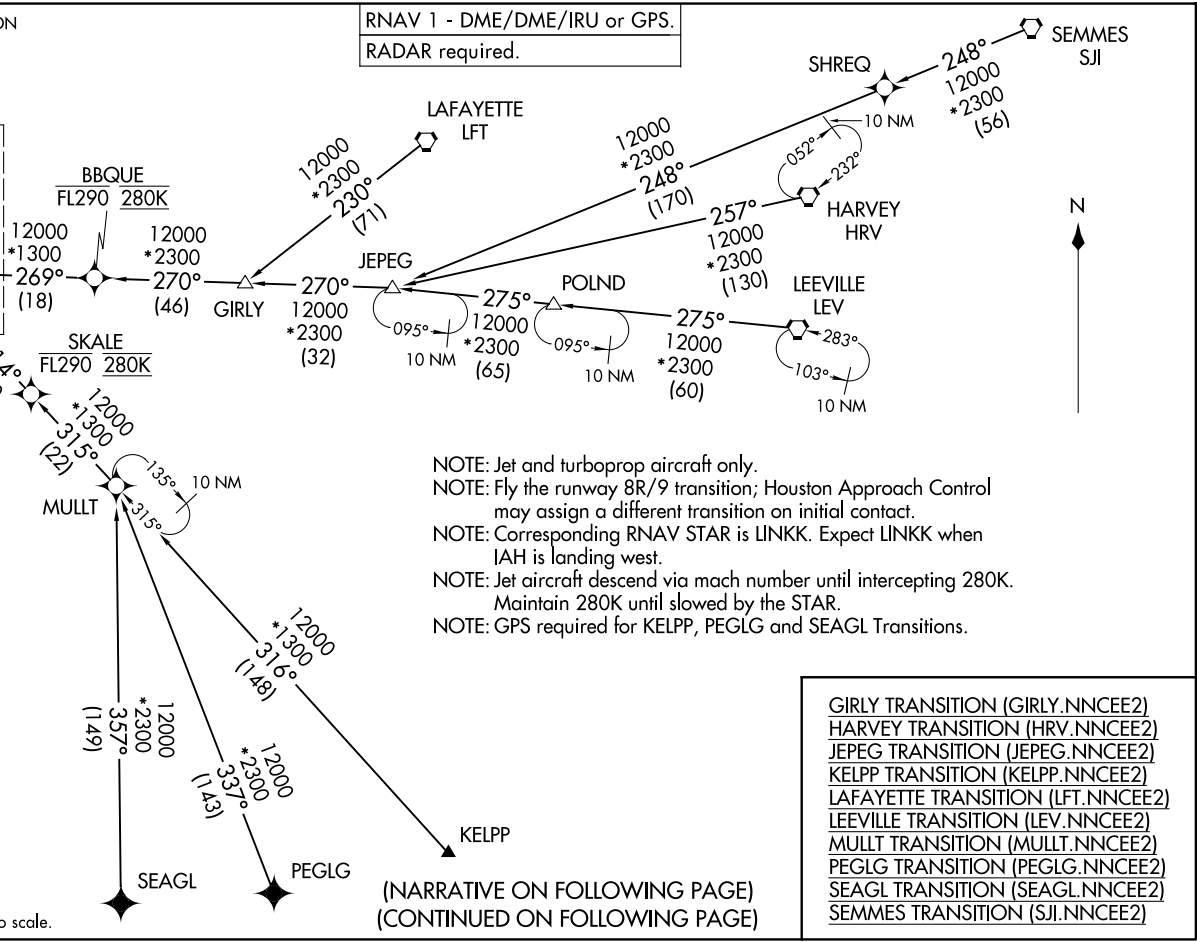 ON
RNAV 1 - DME/DME/IRU or GPS.
RADAR required.
SEMMES
SJI
248°
12000
*2300
(56)
SHREQ
10 NM
052°
232°
LAFAYETTE
LFT
12000
*2300
230°
(71)
12000
*2300
248°
(170)
HARVEY
HRV
257°
12000
*2300
(130)
N
BBQUE
FL290 280K
12000
*1300
269°
(18)
12000
*2300
270°
(46)
GIRLY
270°
12000
*2300
(32)
JEPEG
095°
10 NM
275°
12000
*2300
(65)
POLND
095°
10 NM
275°
12000
*2300
(60)
LEEVILLE
LEV
283°
103°
10 NM
SKALE
FL290 280K
4°
12000
*1300
315°
(22)
MULLT
135°
315°
10 NM
NOTE: Jet and turboprop aircraft only.
NOTE: Fly the runway 8R/9 transition; Houston Approach Control
may assign a different transition on initial contact.
NOTE: Corresponding RNAV STAR is LINKK. Expect LINKK when
IAH is landing west.
NOTE: Jet aircraft descend via mach number until intercepting 280K.
Maintain 280K until slowed by the STAR.
NOTE: GPS required for KELPP, PEGLG and SEAGL Transitions.
12000
*1300
316°
(148)
12000
*2300
357°
(149)
12000
*2300
337°
(143)
KELPP
SEAGL
PEGLG
(NARRATIVE ON FOLLOWING PAGE)
(CONTINUED ON FOLLOWING PAGE)
o scale.
GIRLY TRANSITION (GIRLY.NNCEE2)
HARVEY TRANSITION (HRV.NNCEE2)
JEPEG TRANSITION (JEPEG.NNCEE2)
KELPP TRANSITION (KELPP.NNCEE2)
LAFAYETTE TRANSITION (LFT.NNCEE2)
LEEVILLE TRANSITION (LEV.NNCEE2)
MULLT TRANSITION (MULLT.NNCEE2)
PEGLG TRANSITION (PEGLG.NNCEE2)
SEAGL TRANSITION (SEAGL.NNCEE2)
SEMMES TRANSITION (SJI.NNCEE2)